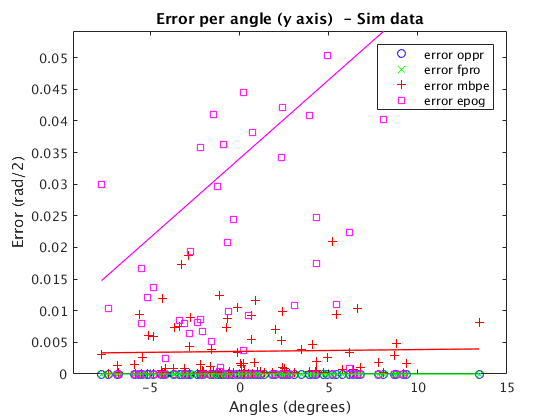 Error per angle (y axis) - Sim data
error oppr
error fpro
error mbpe
error epog
Error (rad/2)
0.05
0.045
0.04
0.035
0.03
0.025
0.02
0.015
0.01
0.005
0
-5 0 5 10 15
Angles (degrees)